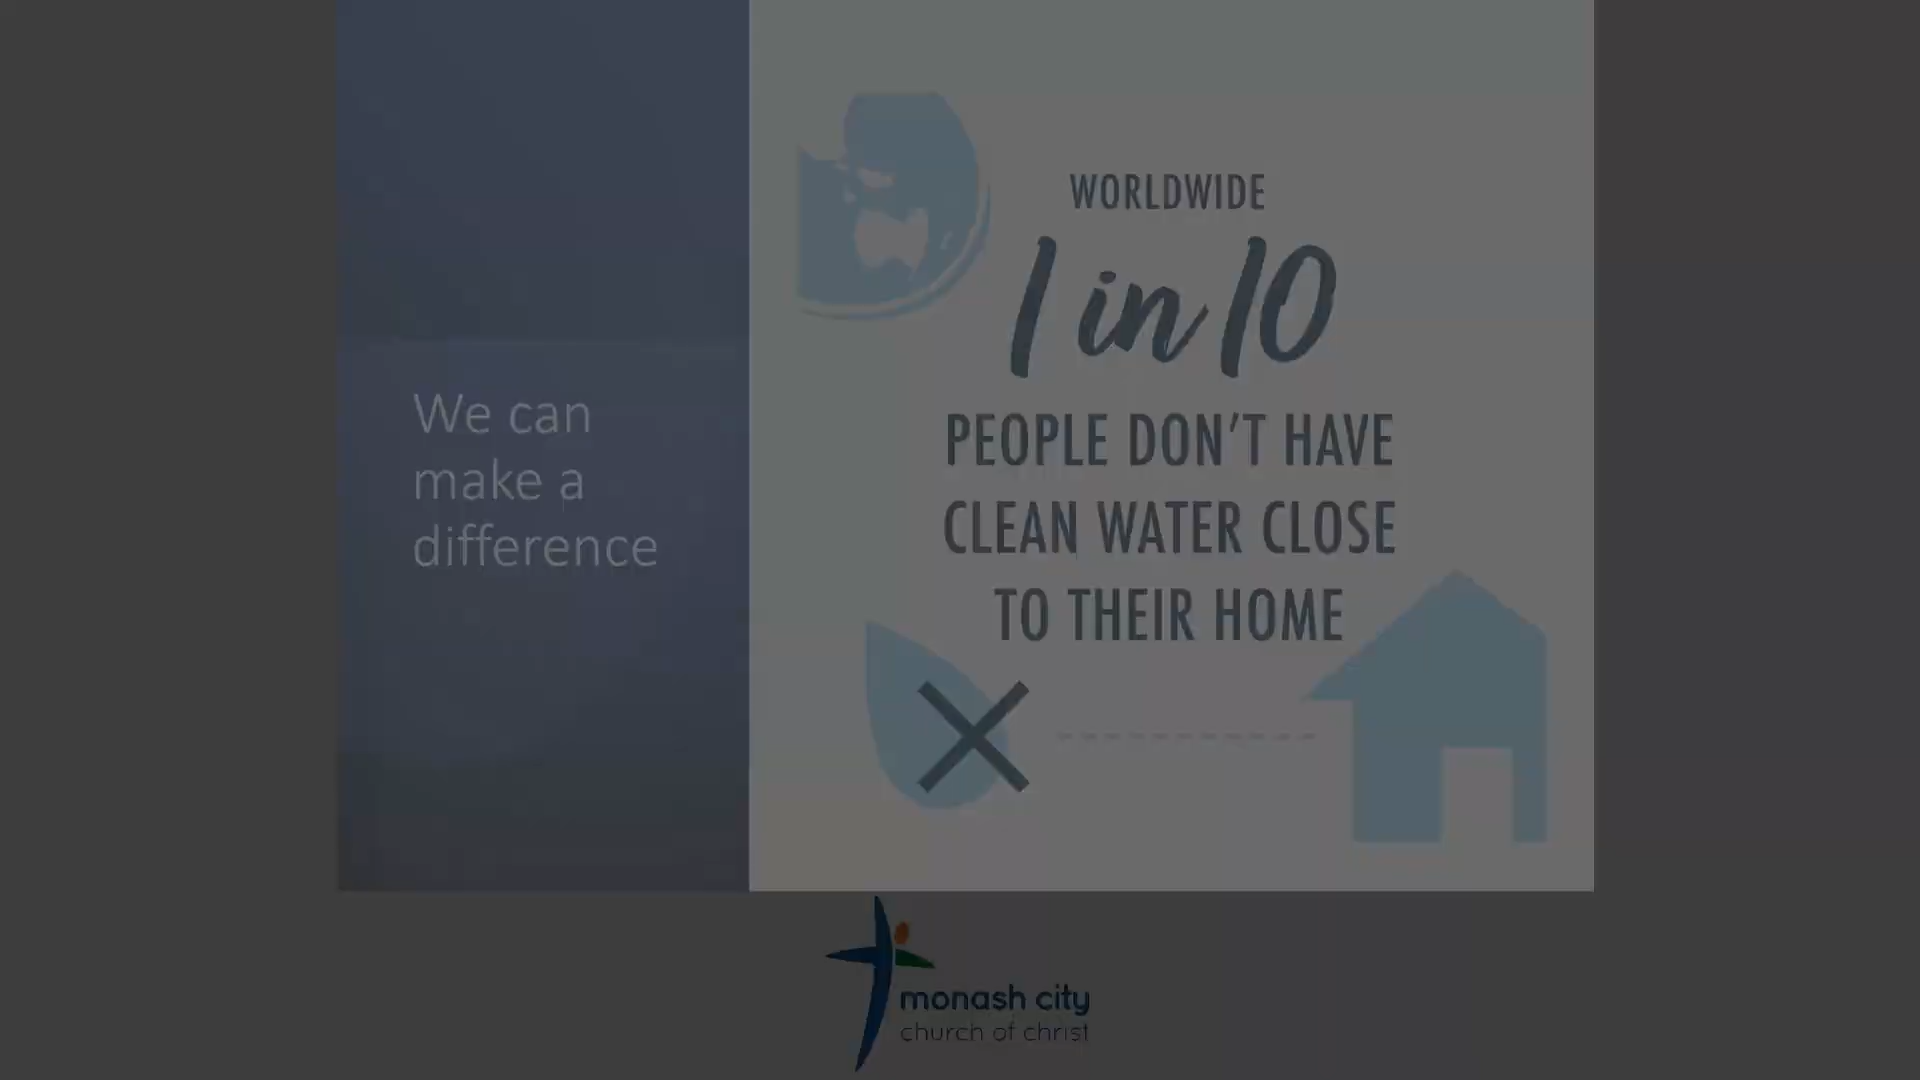 We can
make a
difference
WORLDWIDE
1 in 10
PEOPLE DON'T HAVE
CLEAN WATER CLOSE
TO THEIR HOME
monash city
church of christ